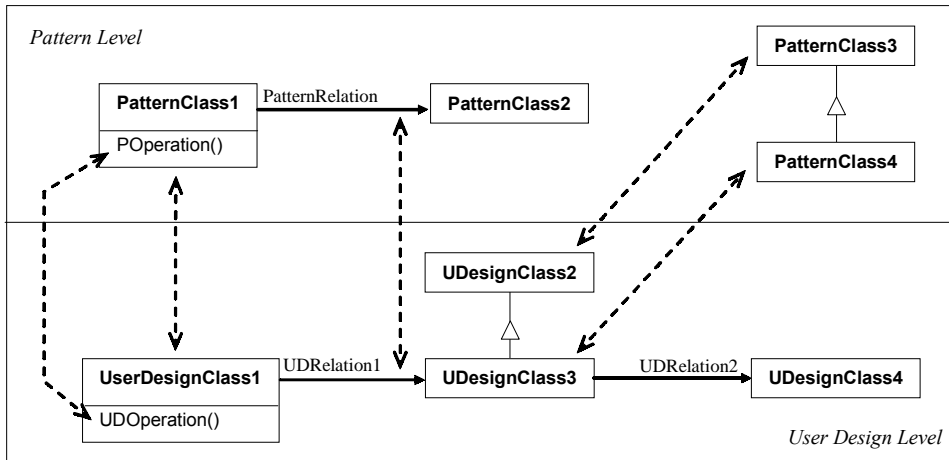 Pattern Level
PatternClass3
PatternClass1
PatternRelation
PatternClass2
POperation()
PatternClass4
UDesignClass2
UserDesignClass1
UDRelation1
UDesignClass3
UDRelation2
UDesignClass4
UDOperation()
User Design Level